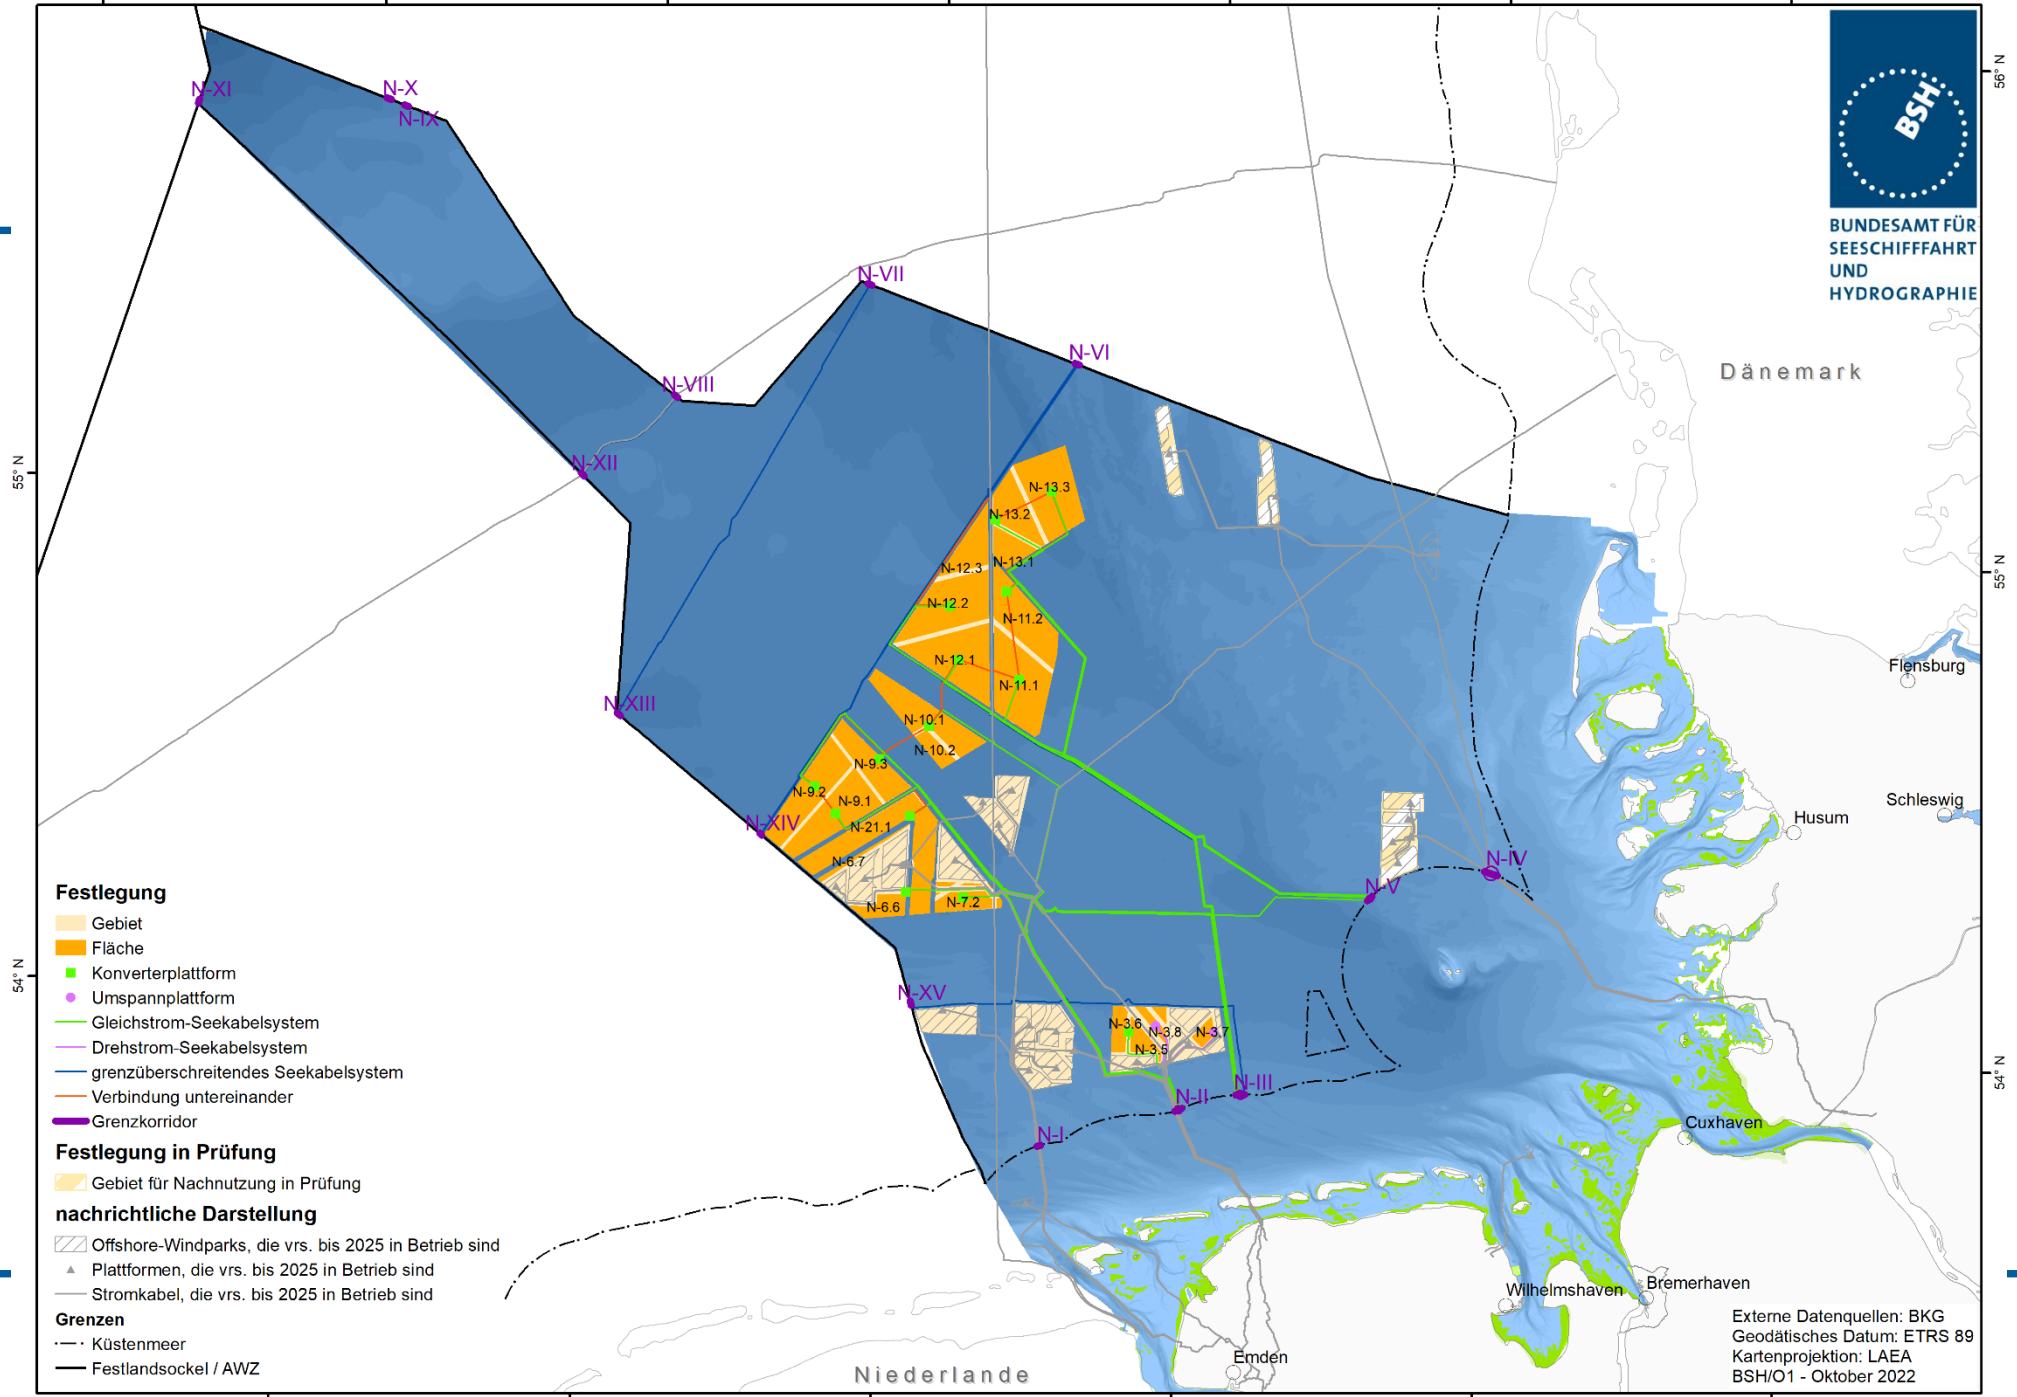 56° N
BSH
BUNDESAMT FÜR
SEESCHIFFFAHRT
UND
HYDROGRAPHIE
N-XI
N-X
N-IX
N-VII
N-VI
N-VIII
Dänemark
N-XII
55° N
N-13.3
N-13.2
N-13.1
N-12.3
55° N
N-12.2
N-11.2
N-12.1
N-11.1
Flensburg
N-XIII
N-10.1
N-10.2
N-9.3
N-9.2
N-9.1
Schleswig
N-XIV
N-21.1
Husum
N-6.7
N-IV
N-V
N-6.6
N-7.2
54° N
N-XV
N-3.6
N-3.8
N-3.7
N-3.5
54° N
N-III
N-II
N-I
Cuxhaven
Wilhelmshaven
Bremerhaven
Emden
Niederlande
Festlegung
Gebiet
Fläche
Konverterplattform
Umspannplattform
Gleichstrom-Seekabelsystem
Drehstrom-Seekabelsystem
grenzüberschreitendes Seekabelsystem
Verbindung untereinander
Grenzkorridor
Festlegung in Prüfung
Gebiet für Nachnutzung in Prüfung
nachrichtliche Darstellung
Offshore-Windparks, die vrs. bis 2025 in Betrieb sind
Plattformen, die vrs. bis 2025 in Betrieb sind
Stromkabel, die vrs. bis 2025 in Betrieb sind
Grenzen
Küstenmeer
Festlandsockel / AWZ
Externe Datenquellen: BKG
Geodätisches Datum: ETRS 89
Kartenprojektion: LAEA
BSH/O1 - Oktober 2022